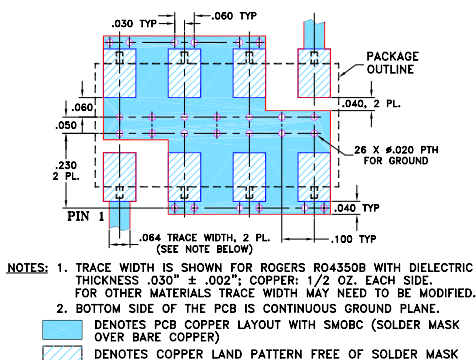 .060 TYP
.030 TYP
PACKAGE
OUTLINE
.040, 2 PL.
.060
.050
26 X ø.020 PTH
FOR GROUND
.230
2 PL.
PIN 1
.040 TYP
.064 TRACE WIDTH, 2 PL.
(SEE NOTE BELOW)
.100 TYP
NOTES: 1. TRACE WIDTH IS SHOWN FOR ROGERS RO4350B WITH DIELECTRIC
THICKNESS .030" ± .002"; COPPER: 1/2 OZ. EACH SIDE.
FOR OTHER MATERIALS TRACE WIDTH MAY NEED TO BE MODIFIED.
2. BOTTOM SIDE OF THE PCB IS CONTINUOUS GROUND PLANE.
DENOTES PCB COPPER LAYOUT WITH SMOBC (SOLDER MASK
OVER BARE COPPER)
DENOTES COPPER LAND PATTERN FREE OF SOLDER MASK